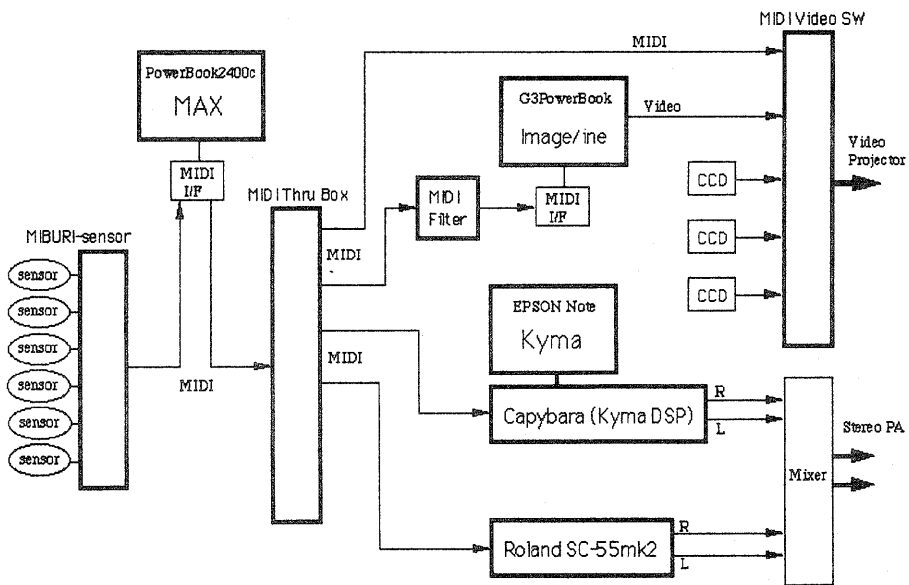 MIDI Video SW
MIDI
PowerBook2400c
MAX
G3PowerBook
Image/ine
Video
Video
Projector
MIDI
I/F
MIDI Thru Box
MIDI
Filter
MIDI
I/F
CCD
CCD
CCD
MIBURI-sensor
sensor
sensor
sensor
sensor
sensor
sensor
MIDI
MIDI
MIDI
EPSON Note
Kyma
Capybara (Kyma DSP)
R
L
Mixer
Stereo PA
Roland SC-55mk2
R
L